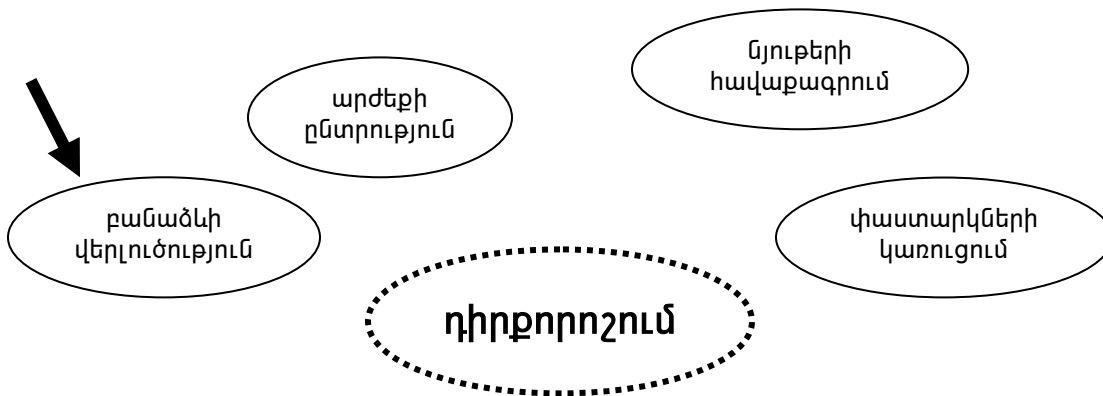 նյութերի
հավաքագրում
արժեքի
ընտրություն
բանաձևի
վերլուծություն
փաստարկների
կառուցում
դիրքորոշում